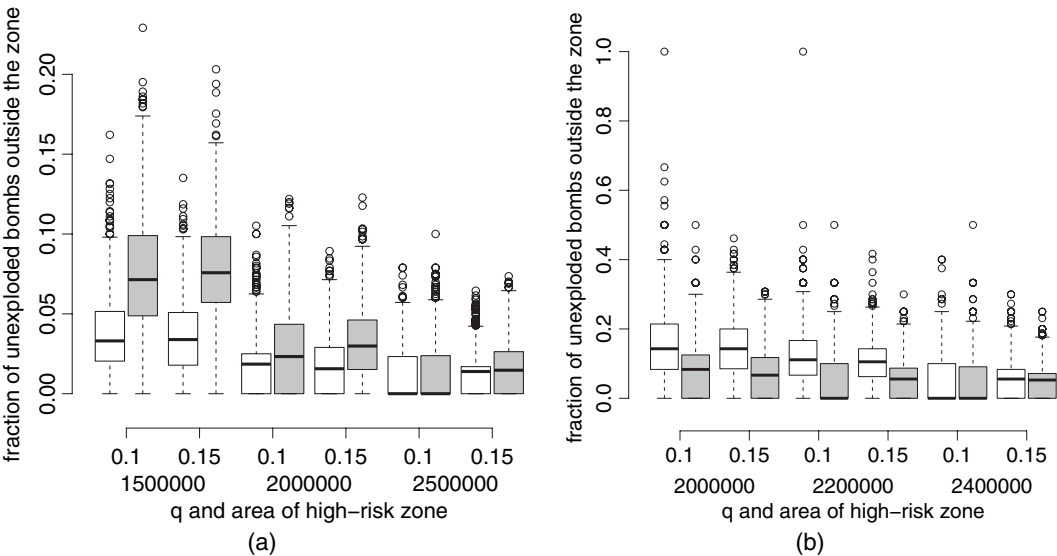 fraction of unexploded bombs outside the zone
0.20
0.15
0.10
0.05
0.00
0.1 0.15 0.1 0.15 0.1 0.15
1500000 2000000 2500000
q and area of high−risk zone
(a)
fraction of unexploded bombs outside the zone
1.0
0.8
0.6
0.4
0.2
0.0
0.1 0.15 0.1 0.15 0.1 0.15
2000000 2200000 2400000
q and area of high−risk zone
(b)